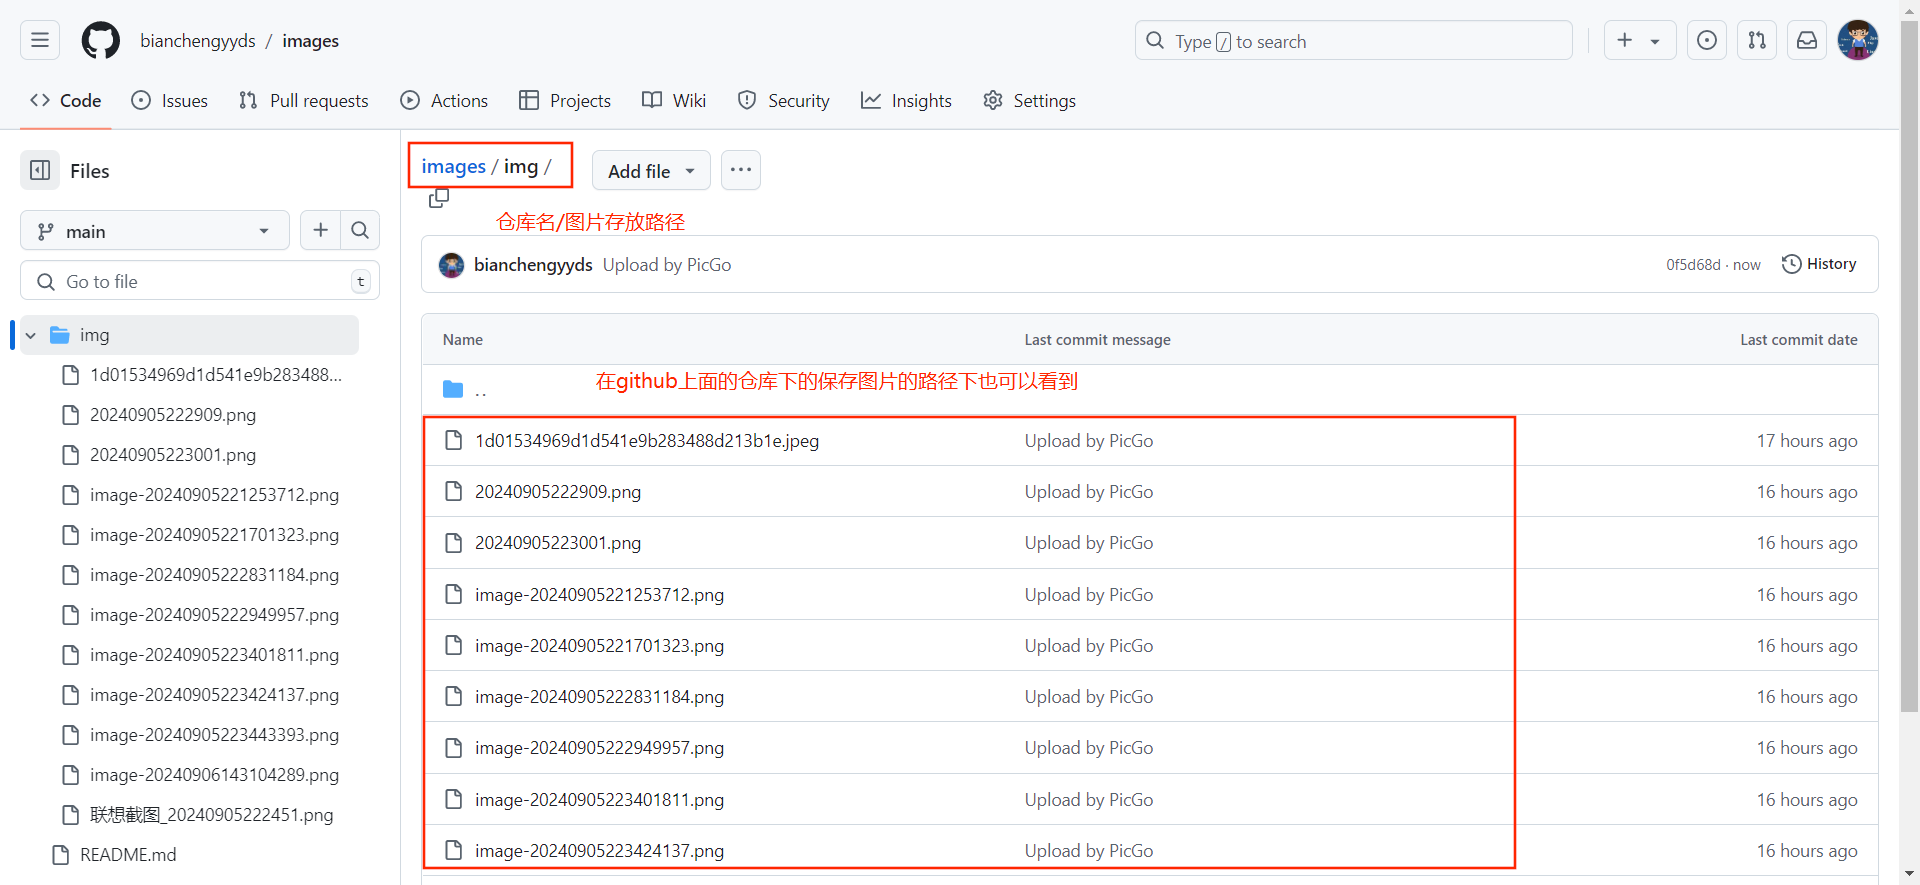 bianchengyyds / images
Type / to search
Code Issues Pull requests Actions Projects Wiki Security Insights Settings
Files
main
Go to file t
img
1d01534969d1d541e9b283488...
20240905222909.png
20240905223001.png
image-20240905221253712.png
image-20240905221701323.png
image-20240905222831184.png
image-20240905222949957.png
image-20240905223401811.png
image-20240905223424137.png
image-20240905223443393.png
image-20240906143104289.png
联想截图_20240905222451.png
README.md
images / img /
Add file
仓库名/图片存放路径
bianchengyyds Upload by PicGo
0f5d68d · now History
Name Last commit message Last commit date
..
在github上面的仓库下的保存图片的路径下也可以看到
1d01534969d1d541e9b283488d213b1e.jpeg Upload by PicGo 17 hours ago
20240905222909.png Upload by PicGo 16 hours ago
20240905223001.png Upload by PicGo 16 hours ago
image-20240905221253712.png Upload by PicGo 16 hours ago
image-20240905221701323.png Upload by PicGo 16 hours ago
image-20240905222831184.png Upload by PicGo 16 hours ago
image-20240905222949957.png Upload by PicGo 16 hours ago
image-20240905223401811.png Upload by PicGo 16 hours ago
image-20240905223424137.png Upload by PicGo 16 hours ago